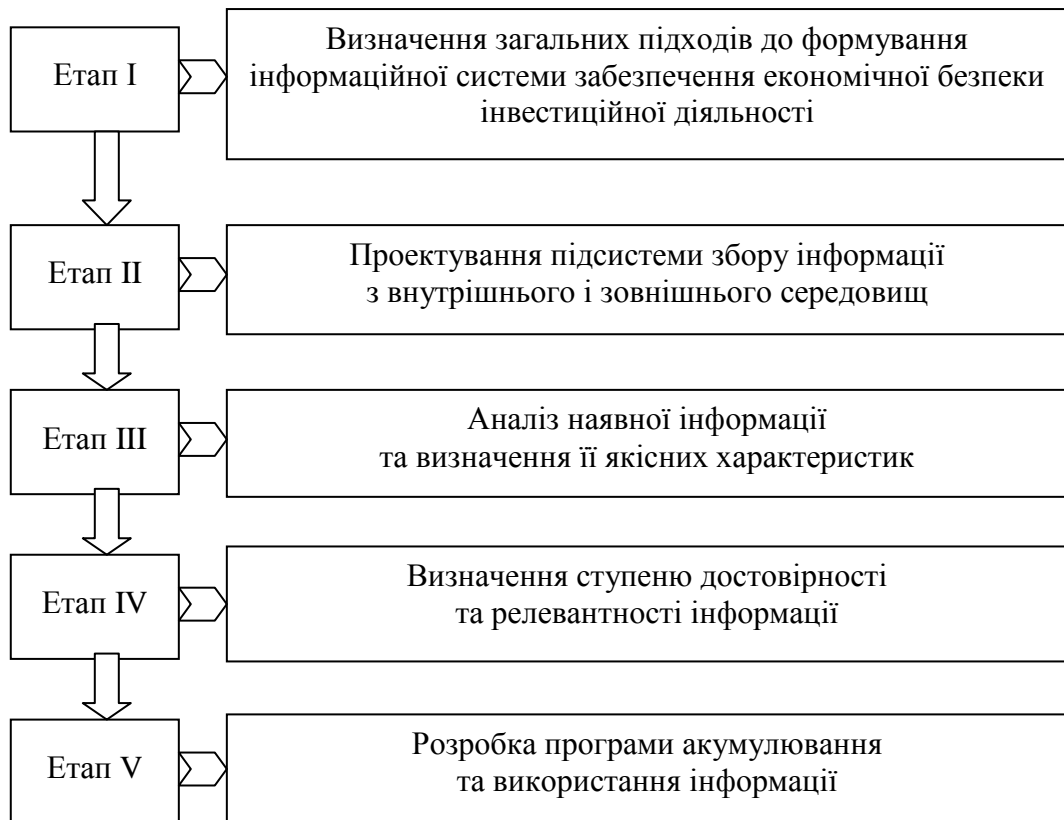 Етап I
Визначення загальних підходів до формування
інформаційної системи забезпечення економічної безпеки
інвестиційної діяльності
Етап II
Проектування підсистеми збору інформації
з внутрішнього і зовнішнього середовищ
Етап III
Аналіз наявної інформації
та визначення її якісних характеристик
Етап IV
Визначення ступеню достовірності
та релевантності інформації
Етап V
Розробка програми акумулювання
та використання інформації